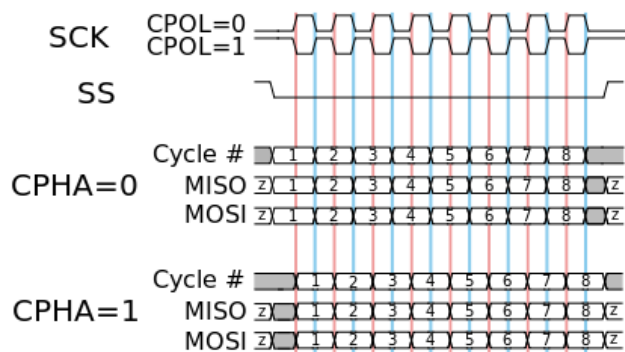 SCK CPOL=0
CPOL=1
SS
Cycle # 1 2 3 4 5 6 7 8
CPHA=0 MISO z 1 2 3 4 5 6 7 8 z
MOSI z 1 2 3 4 5 6 7 8 z
Cycle # 1 2 3 4 5 6 7 8
CPHA=1 MISO z 1 2 3 4 5 6 7 8 z
MOSI z 1 2 3 4 5 6 7 8 z